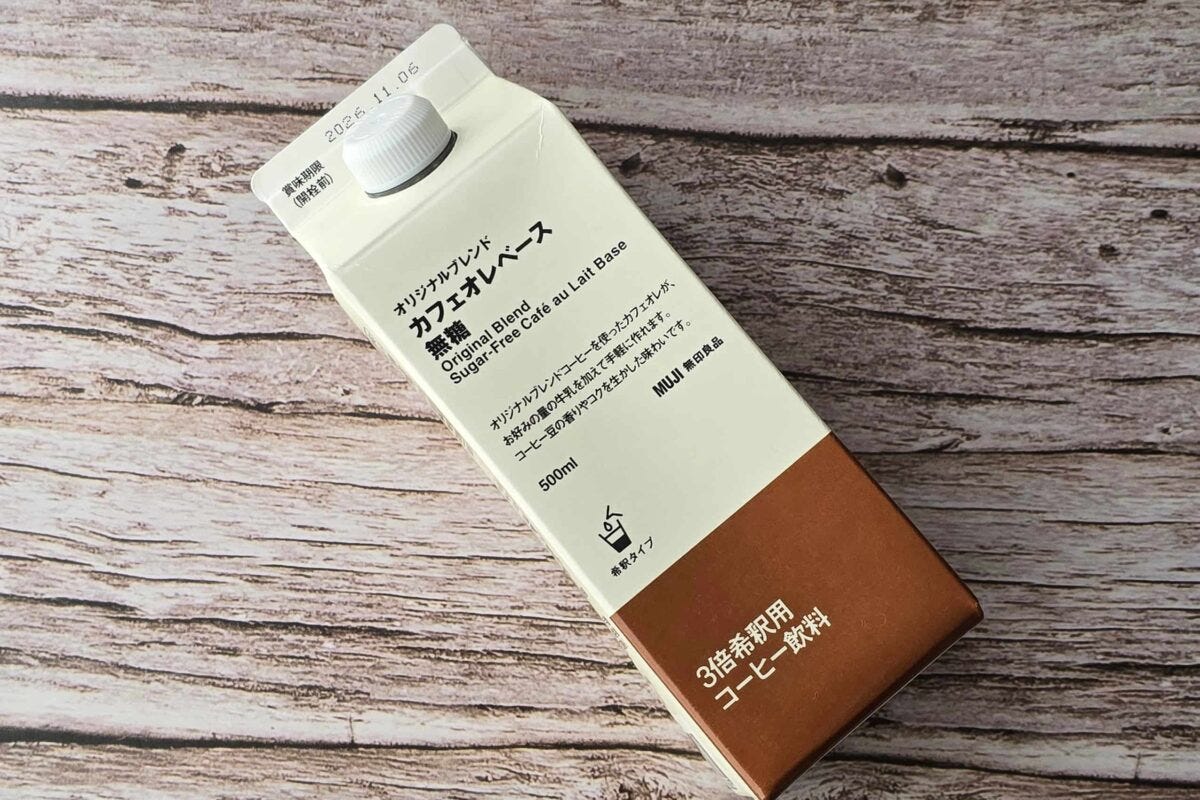 2026.11.06
賞味期限
(開栓前)
オリジナルブレンド
カフェオレベース
無糖
Original Blend
Sugar-Free Café au Lait Base
オリジナルブレンドコーヒーを使ったカフェオレが、
お好みの量の牛乳を加えて手軽に作れます。
コーヒー豆の香りやコクを生かした味わいです。
MUJI 無印良品
500ml
希釈タイプ
3倍希釈用
コーヒー飲料